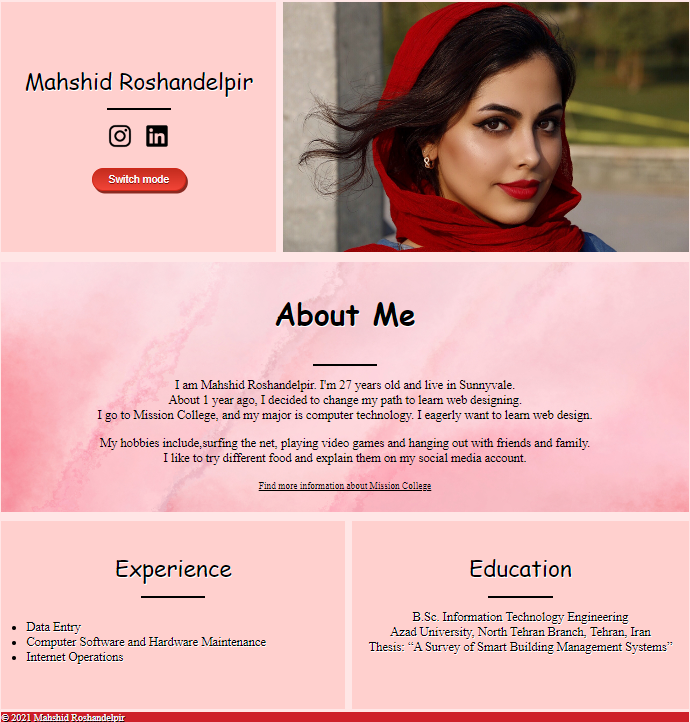 Mahshid Roshandelpir
in
Switch mode
About Me
I am Mahshid Roshandelpir. I'm 27 years old and live in Sunnyvale.
About 1 year ago, I decided to change my path to learn web designing.
I go to Mission College, and my major is computer technology. I eagerly want to learn web design.
My hobbies include,surfing the net, playing video games and hanging out with friends and family.
I like to try different food and explain them on my social media account.
Find more information about Mission College
Experience
• Data Entry
• Computer Software and Hardware Maintenance
• Internet Operations
Education
B.Sc. Information Technology Engineering
Azad University, North Tehran Branch, Tehran, Iran
Thesis: “A Survey of Smart Building Management Systems”
© 2021 Mahshid Roshandelpir